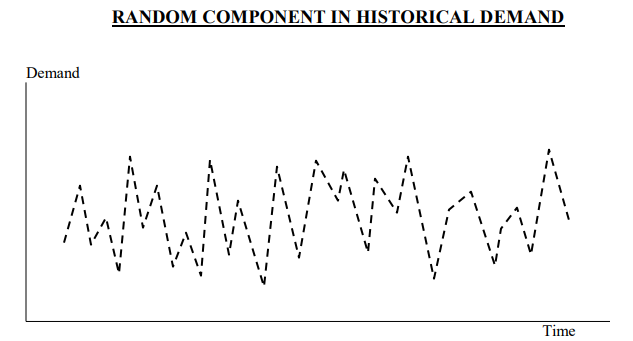 RANDOM COMPONENT IN HISTORICAL DEMAND
Demand
Time